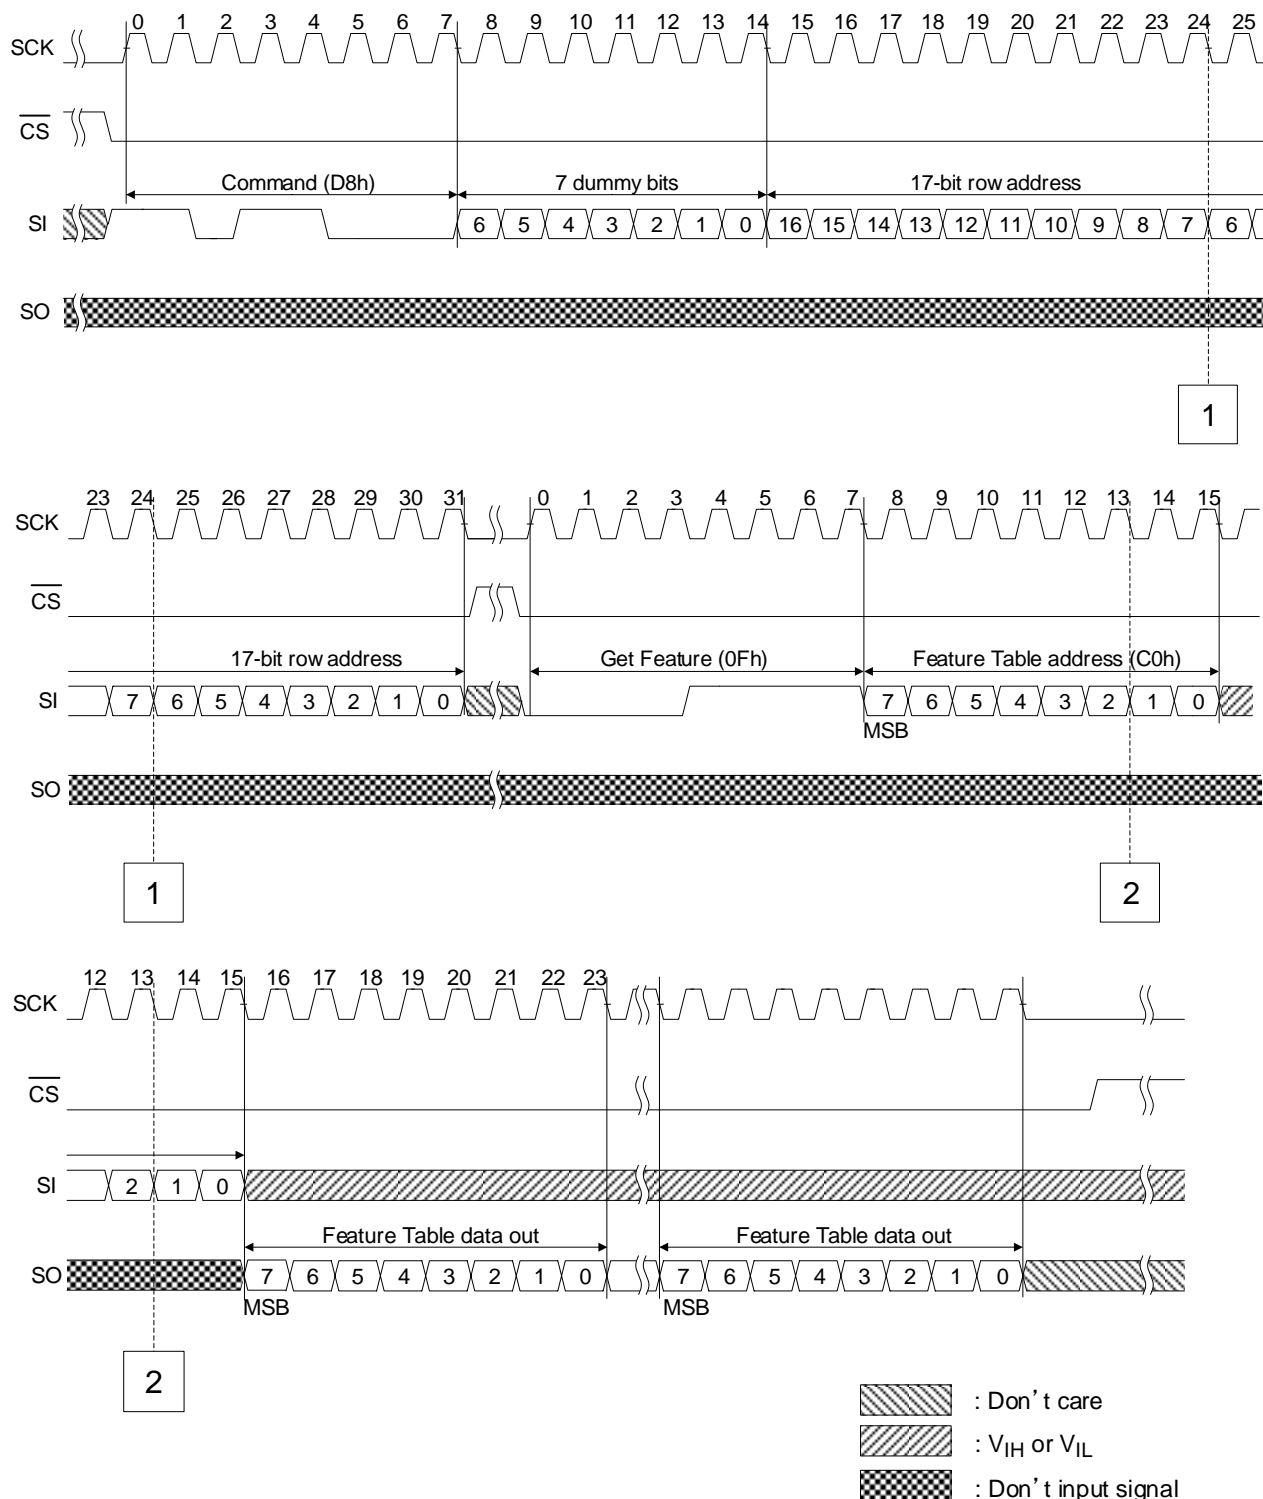 0 1 2 3 4 5 6 7 8 9 10 11 12 13 14 15 16 17 18 19 20 21 22 23 24 25
SCK
CS
Command (D8h) 7 dummy bits 17-bit row address
SI 6 5 4 3 2 1 0 16 15 14 13 12 11 10 9 8 7 6
SO
1
23 24 25 26 27 28 29 30 31 0 1 2 3 4 5 6 7 8 9 10 11 12 13 14 15
SCK
CS
17-bit row address Get Feature (0Fh) Feature Table address (C0h)
SI 7 6 5 4 3 2 1 0 7 6 5 4 3 2 1 0
MSB
SO
1 2
12 13 14 15 16 17 18 19 20 21 22 23
SCK
CS
SI 2 1 0
Feature Table data out Feature Table data out
SO 7 6 5 4 3 2 1 0 7 6 5 4 3 2 1 0
MSB MSB
2
: Don't care
: VIH or VIL
: Don't input signal